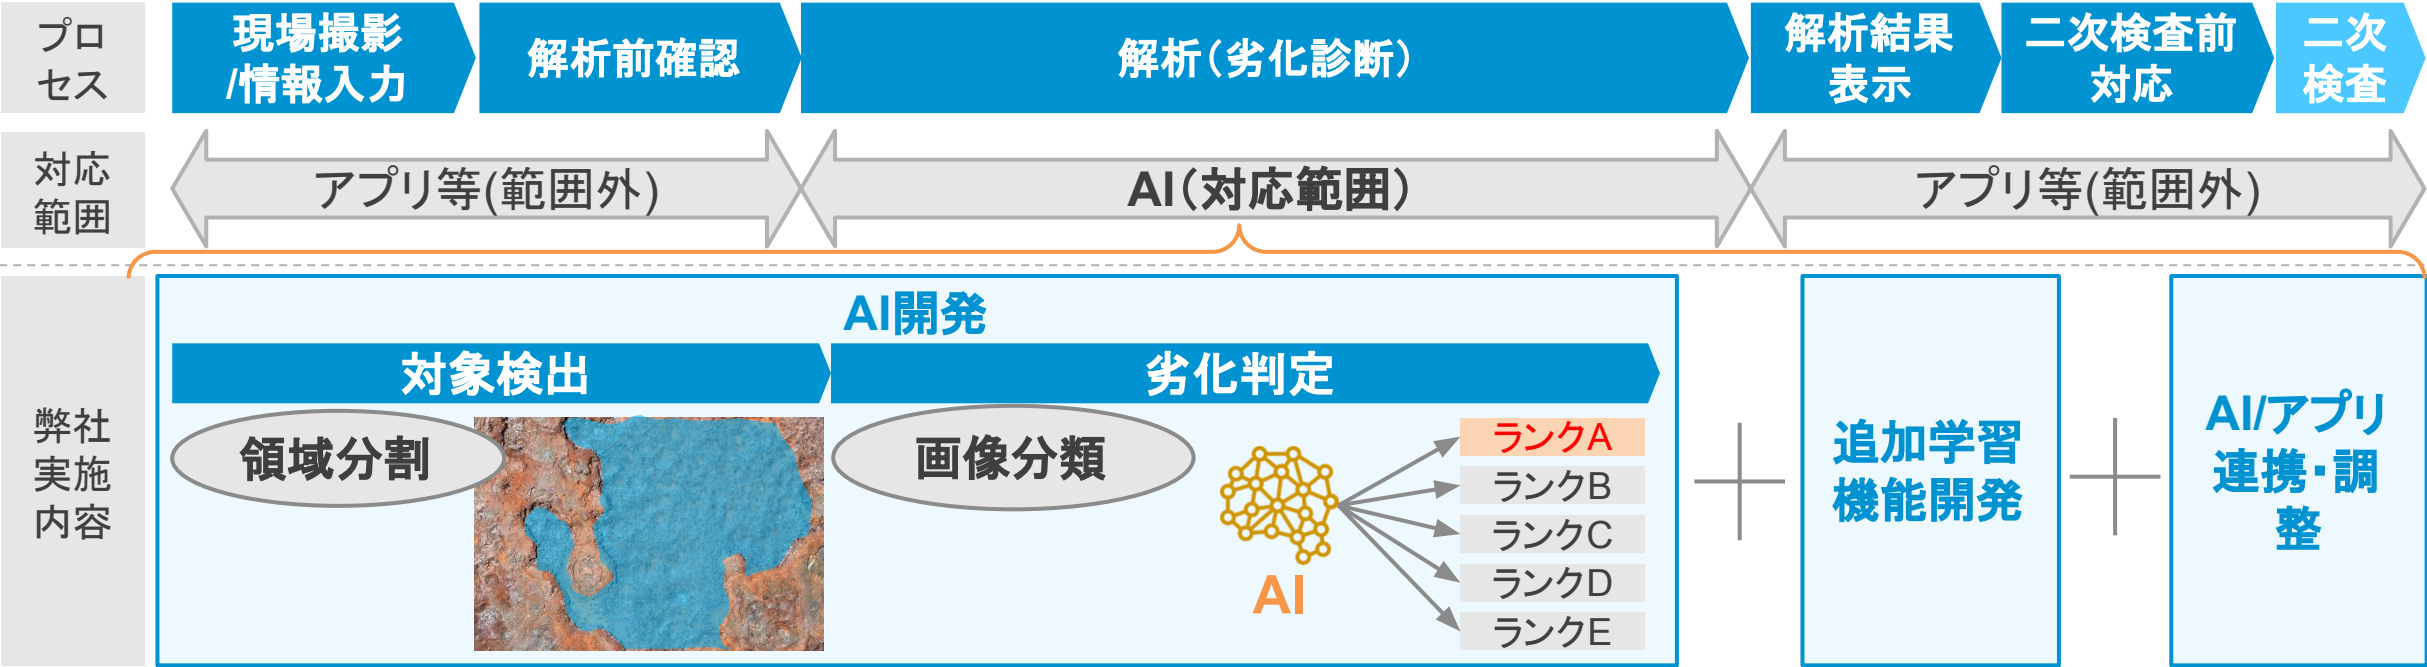 プロ
セス
現場撮影
/情報入力
解析前確認
解析（劣化診断）
解析結果
表示
二次検査前
対応
二次
検査
対応
範囲
アプリ等(範囲外)
AI（対応範囲）
アプリ等(範囲外)
弊社
実施
内容
AI開発
対象検出
劣化判定
領域分割
画像分類
AI
ランクA
ランクB
ランクC
ランクD
ランクE
追加学習
機能開発
AI/アプリ
連携・調
整